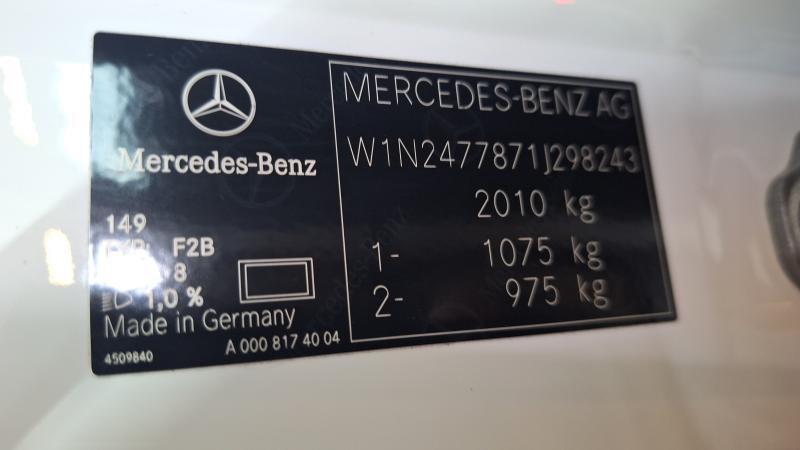 Mercedes-Benz
149
F2B
8
1,0 %
Made in Germany
4509840
A 000 817 40 04
MERCEDES-BENZ AG
W1N2477871J298243
2010 kg
1- 1075 kg
2- 975 kg